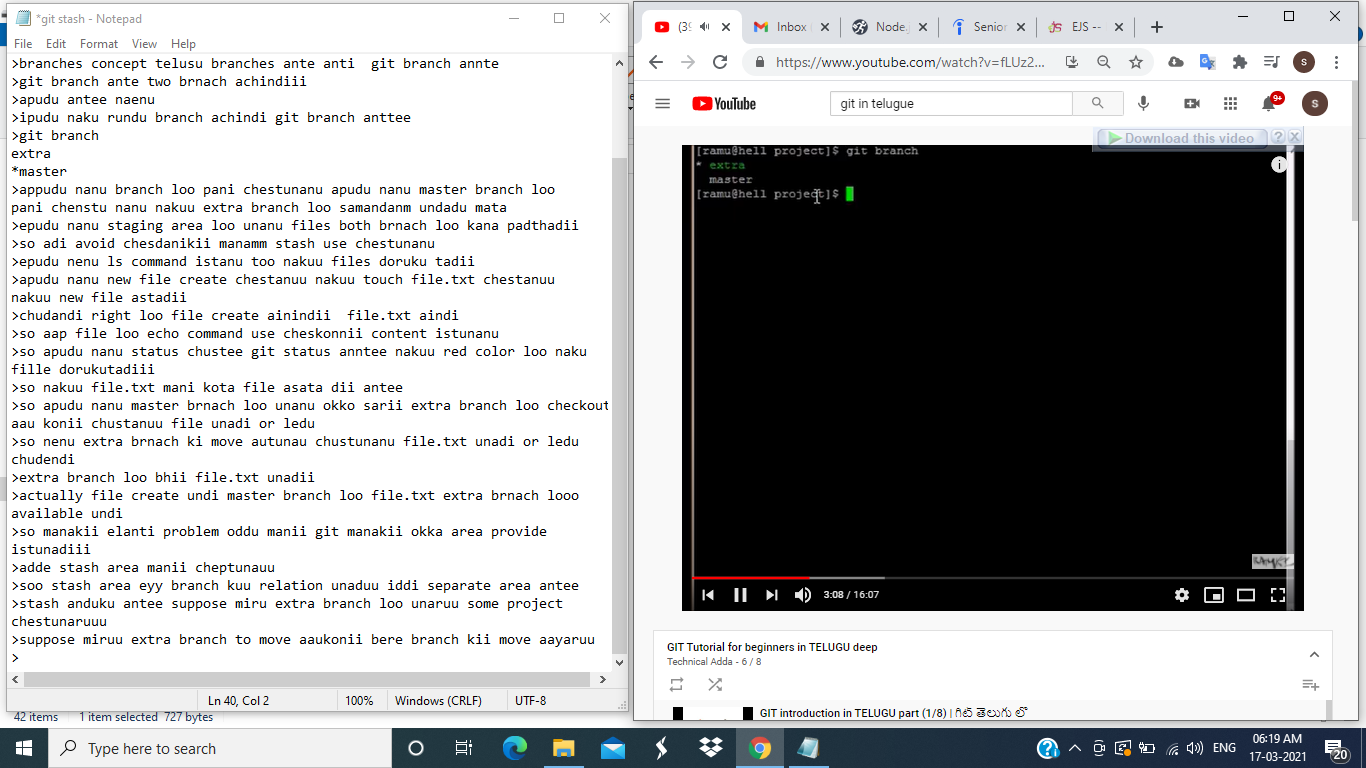 *git stash - Notepad
File Edit Format View Help
>branches concept telusu branches ante anti  git branch annte
>git branch ante two brnach achindiii
>apudu antee naenu
>ipudu naku rundu branch achindi git branch anttee
>git branch
extra
*master
>appudu nanu branch loo pani chestunanu apudu nanu master branch loo
pani chenstu nanu nakuu extra branch loo samandanm undadu mata
>epudu nanu staging area loo unanu files both brnach loo kana padthadii
>so adi avoid chesdanikii manamm stash use chestunanu
>epudu nenu ls command istanu too nakuu files doruku tadii
>apudu nanu new file create chestanuu nakuu touch file.txt chestanuu
nakuu new file astadii
>chudandi right loo file create ainindii  file.txt aindi
>so aap file loo echo command use cheskonnii content istunanu
>so apudu nanu status chustee git status anntee nakuu red color loo naku
fille dorukutadiii
>so nakuu file.txt mani kota file asata dii antee
>so apudu nanu master brnach loo unanu okko sarii extra branch loo checkout
aau konii chustanuu file unadi or ledu
>so nenu extra brnach ki move autunau chustunanu file.txt unadi or ledu
chudendi
>extra branch loo bhii file.txt unadii
>actually file create undi master branch loo file.txt extra brnach looo
available undi
>so manakii elanti problem oddu manii git manakii okka area provide
istunadiii
>adde stash area manii cheptunauu
>soo stash area eyy branch kuu relation unaduu iddi separate area antee
>stash anduku antee suppose miru extra branch loo unaruu some project
chestunaruuu
>suppose miruu extra branch to move aaukonii bere branch kii move aayaruu
>
Ln 40, Col 2 100% Windows (CRLF) UTF-8
42 items 1 item selected 727 bytes
(39 Inbox Node. Senior EJS --
https://www.youtube.com/watch?v=fLUz2...
S
YouTube
git in telugue
9+
S
Download this video ? X
[ramu@hell project]$ git branch
* extra
master
[ramu@hell project]$
3:08 / 16:07
GIT Tutorial for beginners in TELUGU deep
Technical Adda - 6 / 8
GIT introduction in TELUGU part (1/8) | గిట్ తెలుగు లో
Type here to search
ENG
06:19 AM
17-03-2021
20